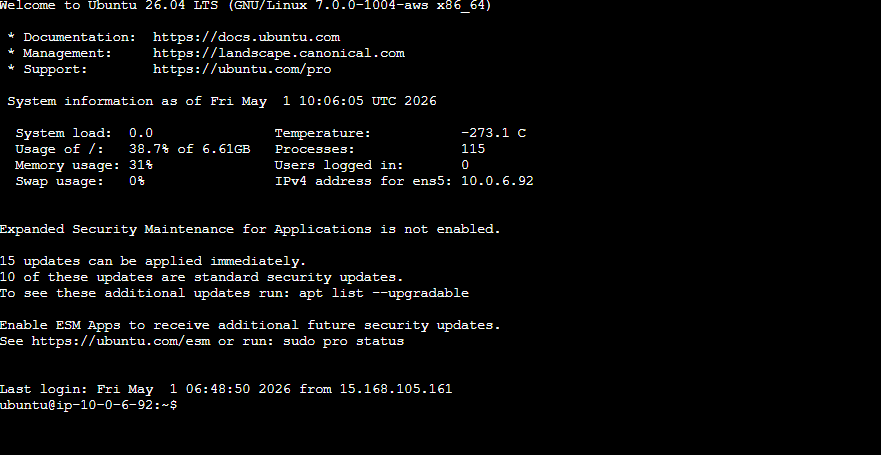 Welcome to Ubuntu 26.04 LTS (GNU/Linux 7.0.0-1004-aws x86_64)
* Documentation:  https://docs.ubuntu.com
* Management:     https://landscape.canonical.com
* Support:        https://ubuntu.com/pro
System information as of Fri May  1 10:06:05 UTC 2026
System load:  0.0               Temperature:           -273.1 C
Usage of /:   38.7% of 6.61GB   Processes:             115
Memory usage: 31%               Users logged in:       0
Swap usage:   0%                IPv4 address for ens5: 10.0.6.92
Expanded Security Maintenance for Applications is not enabled.
15 updates can be applied immediately.
10 of these updates are standard security updates.
To see these additional updates run: apt list --upgradable
Enable ESM Apps to receive additional future security updates.
See https://ubuntu.com/esm or run: sudo pro status
Last login: Fri May  1 06:48:50 2026 from 15.168.105.161
ubuntu@ip-10-0-6-92:~$